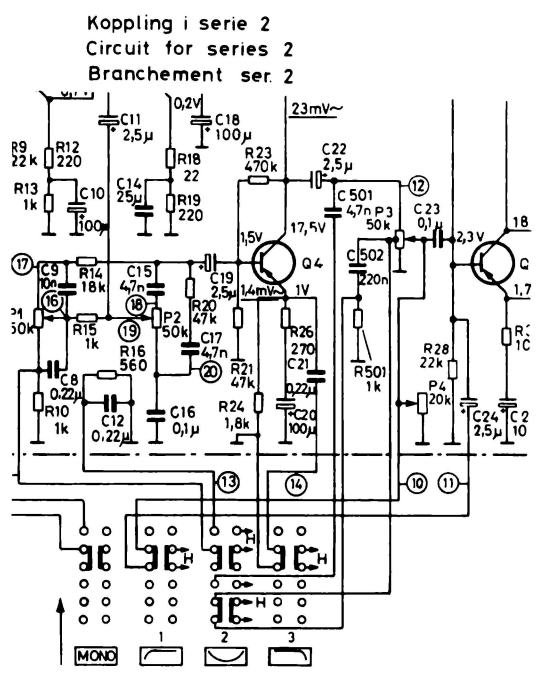 Koppling i serie 2
Circuit for series 2
Branchement ser. 2
0,2V
C18
100µ
23mV~
C11
2,5µ
R9
22k
R12
220
R13
1k
C10
100µ
C14
25µ
R18
22
R19
220
R23
470k
C22
2,5µ
C501
4,7n
12
P3
50k
C23
0,1µ
18
17
C9
10n
R14
18k
C15
4,7n
C19
2,5µ
1,5V
17,5V
Q4
C502
220n
2,3V
Q
16
18
1,4mV~
1V
1,7
P1
50k
R15
1k
19
P2
50k
R20
47k
C17
4,7n
20
R26
270
C21
0,22µ
R501
1k
R28
22k
C8
0,22µ
R16
560
R21
47k
R10
1k
C12
0,22µ
C16
0,1µ
R24
1,8k
C20
100µ
P4
20k
C24
2,5µ
C2
10
13
14
10
11
H
H
H
H
1
2
3
MONO